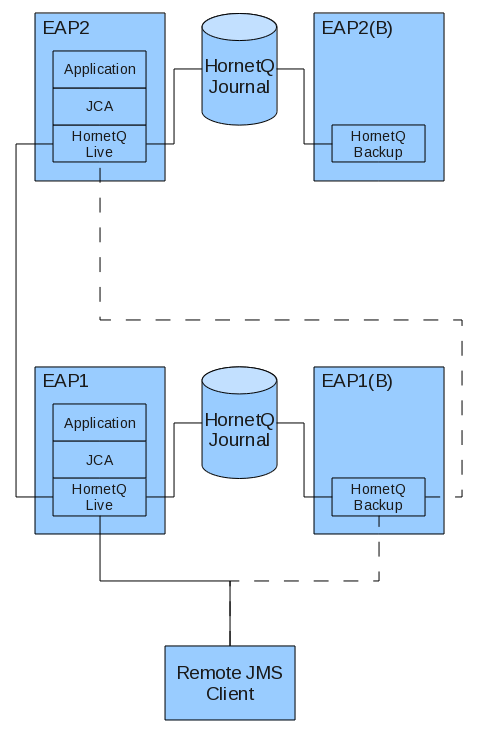 EAP2
Application
JCA
HornetQ
Live
HornetQ
Journal
EAP2(B)
HornetQ
Backup
EAP1
Application
JCA
HornetQ
Live
HornetQ
Journal
EAP1(B)
HornetQ
Backup
Remote JMS
Client